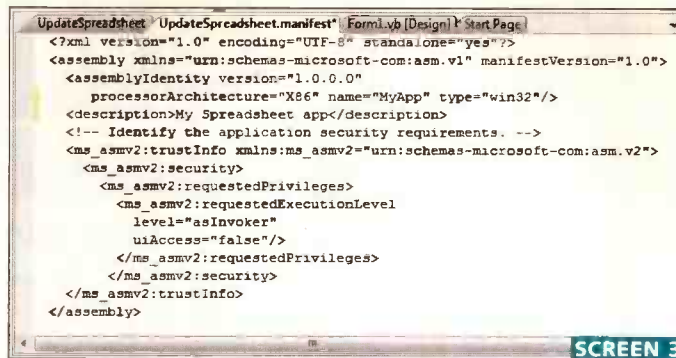 UpdateSpreadsheet UpdateSpreadsheet.manifest* Form1.vb [Design] Start Page
<?xml version="1.0" encoding="UTF-8" standalone="yes"?>
<assembly xmlns="urn:schemas-microsoft-com:asm.v1" manifestVersion="1.0">
<assemblyIdentity version="1.0.0.0"
processorArchitecture="X86" name="MyApp" type="win32"/>
<description>My Spreadsheet app</description>
<!-- Identify the application security requirements. -->
<ms_asmv2:trustInfo xmlns:ms_asmv2="urn:schemas-microsoft-com:asm.v2">
<ms_asmv2:security>
<ms_asmv2:requestedPrivileges>
<ms_asmv2:requestedExecutionLevel
level="asInvoker"
uiAccess="false"/>
</ms_asmv2:requestedPrivileges>
</ms_asmv2:security>
</ms_asmv2:trustInfo>
</assembly>
SCREEN 3